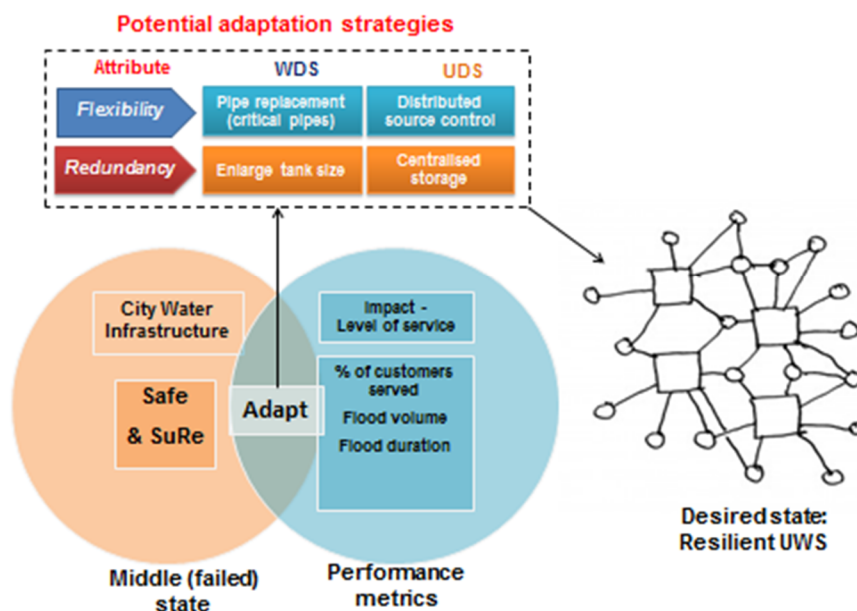 Potential adaptation strategies
Attribute WDS UDS
Flexibility
Pipe replacement
(critical pipes)
Distributed
source control
Redundancy
Enlarge tank size
Centralised
storage
City Water
Infrastructure
Safe
& SuRe
Adapt
Impact -
Level of service
% of customers
served
Flood volume
Flood duration
Middle (failed)
state
Performance
metrics
Desired state:
Resilient UWS